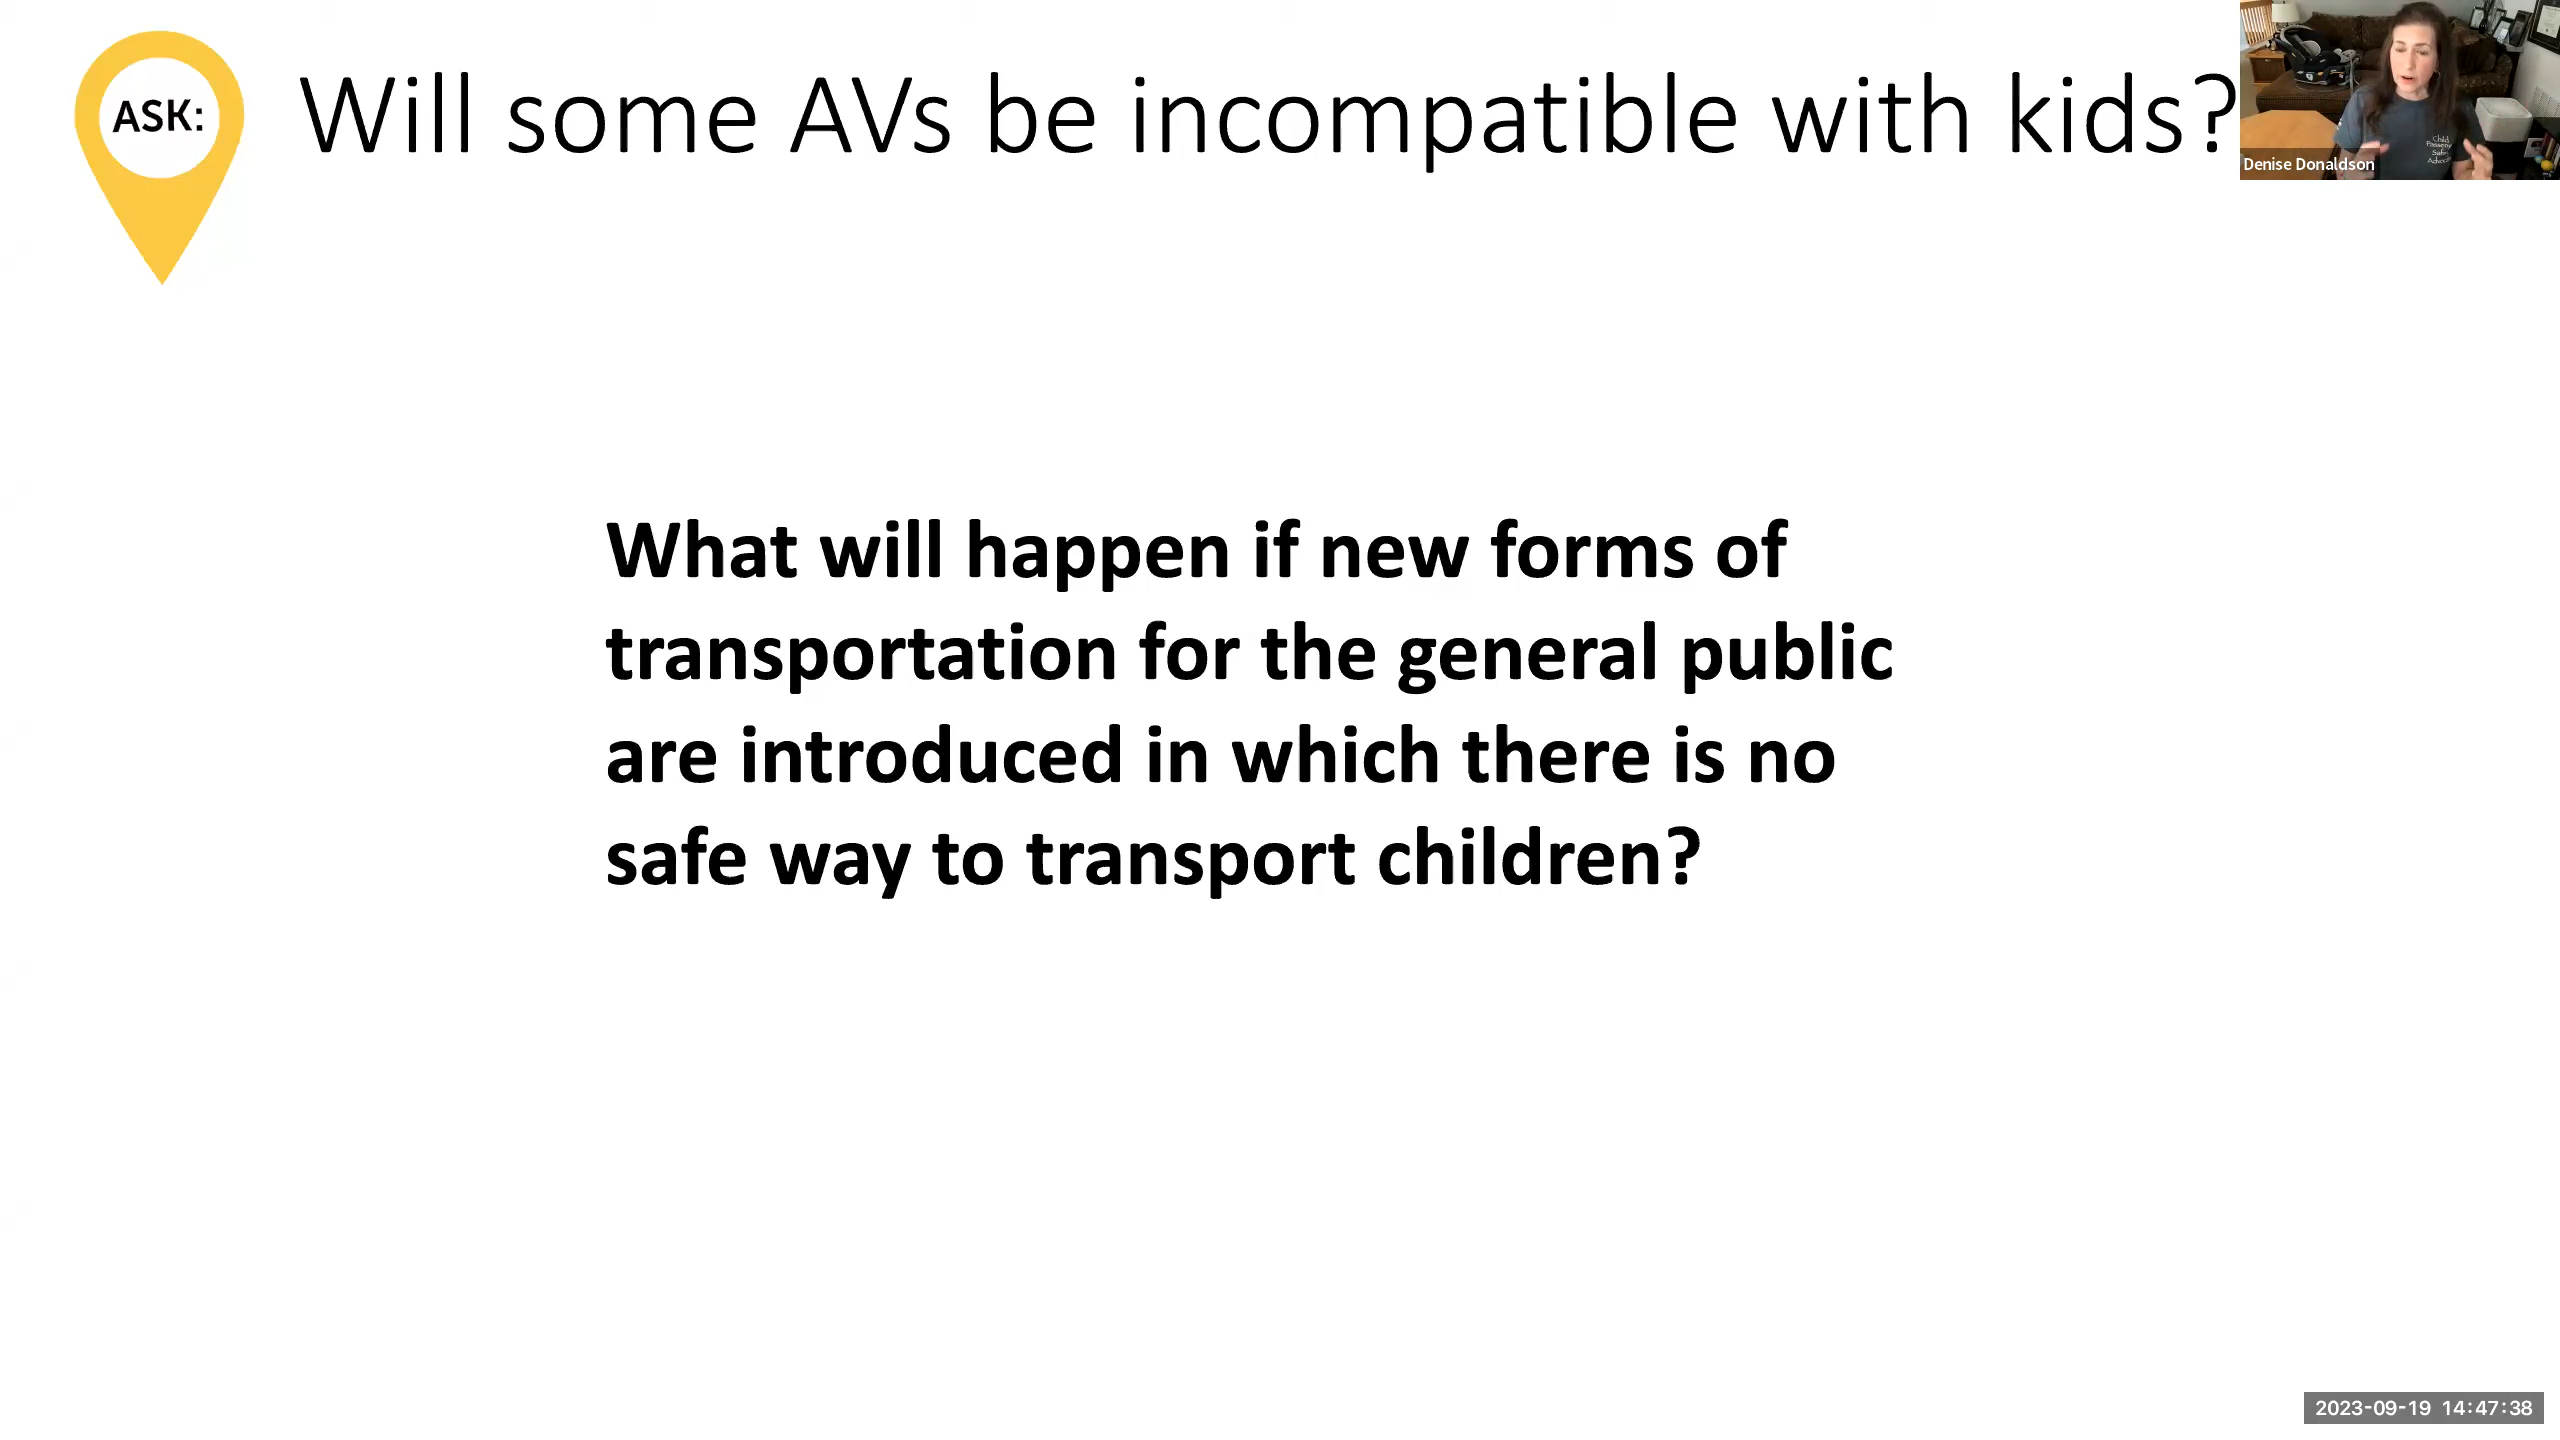 ASK:
Will some AVs be incompatible with kids?
Denise Donaldson
Child
Safe
What will happen if new forms of
transportation for the general public
are introduced in which there is no
safe way to transport children?
2023-09-19 14:47:38